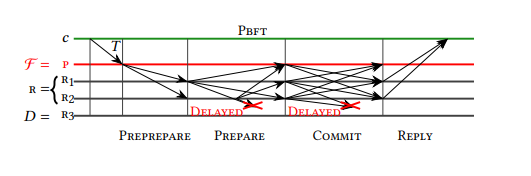 PBFT
c
T
ℱ = P
R1
R =
R2
D = R3
DELAYED DELAYED
PREPREPARE PREPARE COMMIT REPLY